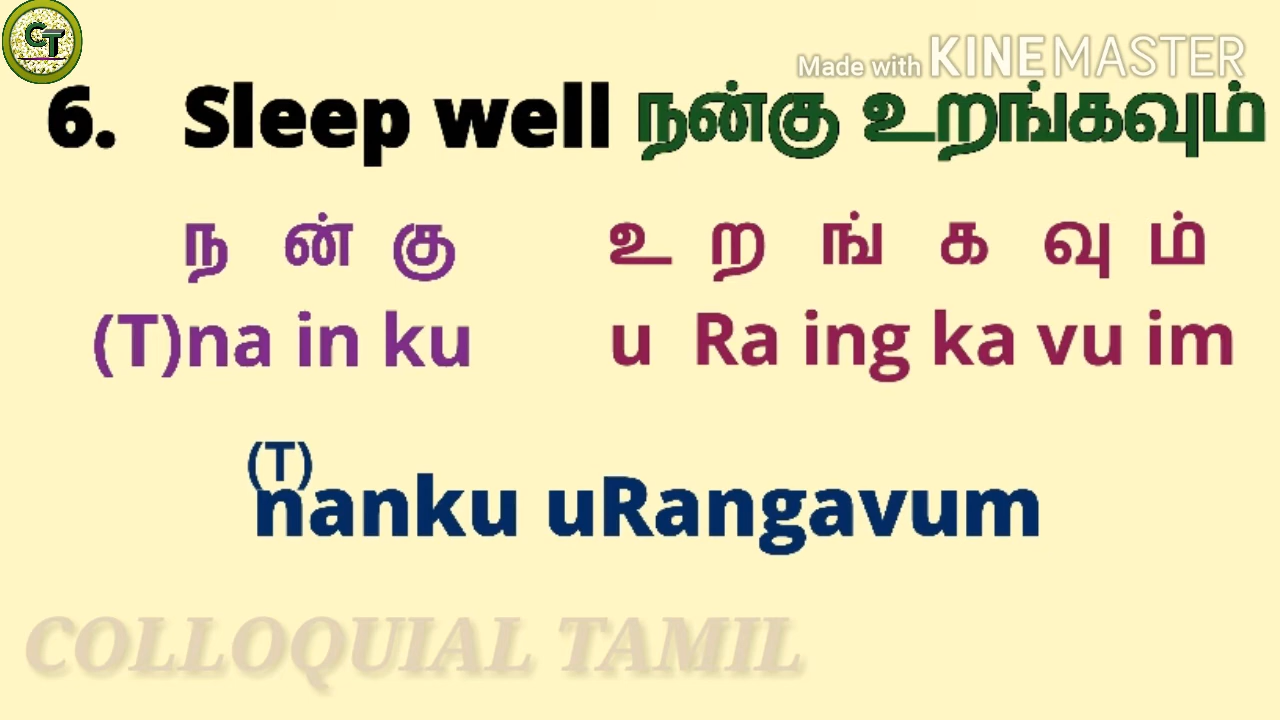 CT
Made with KINEMASTER
6. Sleep well நன்கு உறங்கவும்
ந ன் கு உ ற ங் க வு ம்
(T)na in ku u Ra ing ka vu im
(T)
nanku uRangavum
COLLOQUIAL TAMIL